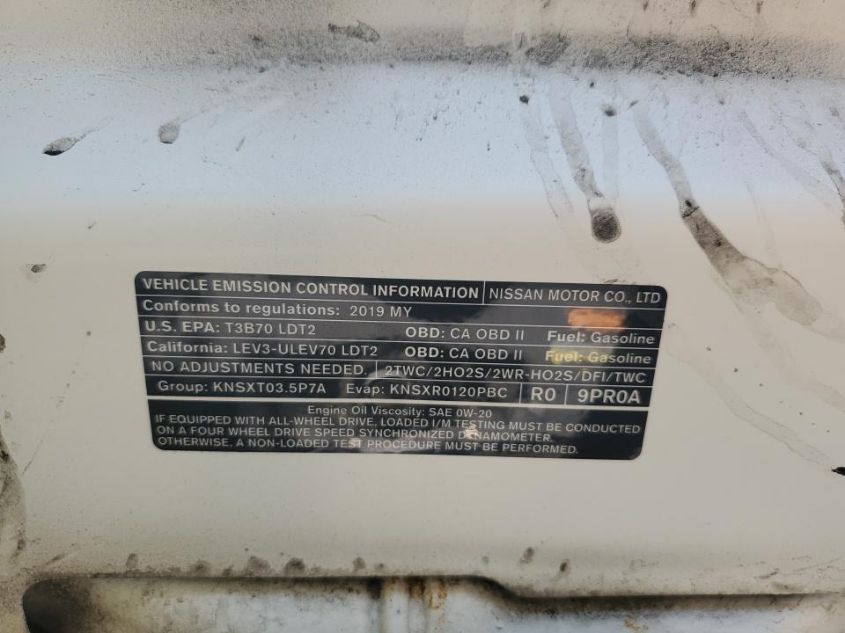 VEHICLE EMISSION CONTROL INFORMATION NISSAN MOTOR CO., LTD
Conforms to regulations: 2019 MY
U.S. EPA: T3B70 LDT2 OBD: CA OBD II Fuel: Gasoline
California: LEV3-ULEV70 LDT2 OBD: CA OBD II Fuel: Gasoline
NO ADJUSTMENTS NEEDED. 2TWC/2HO2S/2WR-HO2S/DFI/TWC
Group: KNSXT03.5P7A Evap: KNSXR0120PBC R0 9PR0A
Engine Oil Viscosity: SAE 0W-20
IF EQUIPPED WITH ALL-WHEEL DRIVE, LOADED I/M TESTING MUST BE CONDUCTED
ON A FOUR WHEEL DRIVE SPEED SYNCHRONIZED DYNAMOMETER.
OTHERWISE, A NON-LOADED TEST PROCEDURE MUST BE PERFORMED.